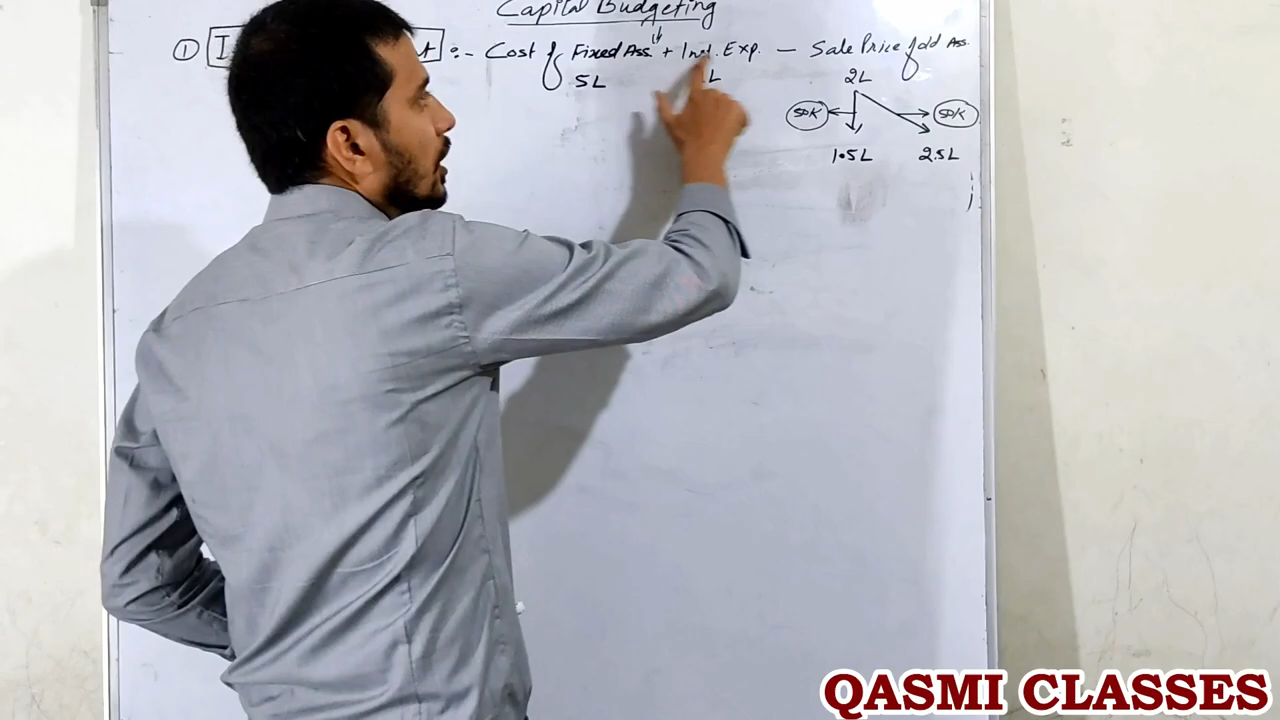 Capital Budgeting
① I t :- Cost of Fixed Ass. + Inst. Exp. - Sale Price of old Ass.
5L L 2L
50K 50K
1.5L 2.5L
QASMI CLASSES